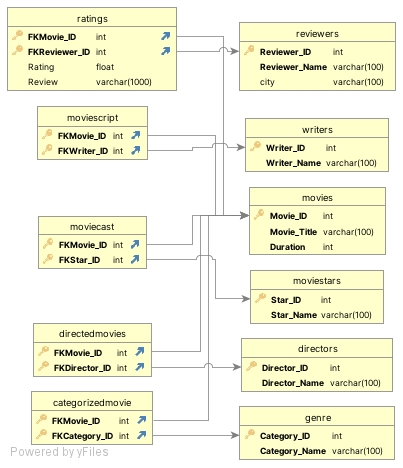 ratings
FKMovie_ID int
FKReviewer_ID int
Rating float
Review varchar(1000)
reviewers
Reviewer_ID int
Reviewer_Name varchar(100)
city varchar(100)
moviescript
FKMovie_ID int
FKWriter_ID int
writers
Writer_ID int
Writer_Name varchar(100)
movies
Movie_ID int
Movie_Title varchar(100)
Duration int
moviecast
FKMovie_ID int
FKStar_ID int
moviestars
Star_ID int
Star_Name varchar(100)
directedmovies
FKMovie_ID int
FKDirector_ID int
directors
Director_ID int
Director_Name varchar(100)
categorizedmovie
FKMovie_ID int
FKCategory_ID int
genre
Category_ID int
Category_Name varchar(100)
Powered by yFiles